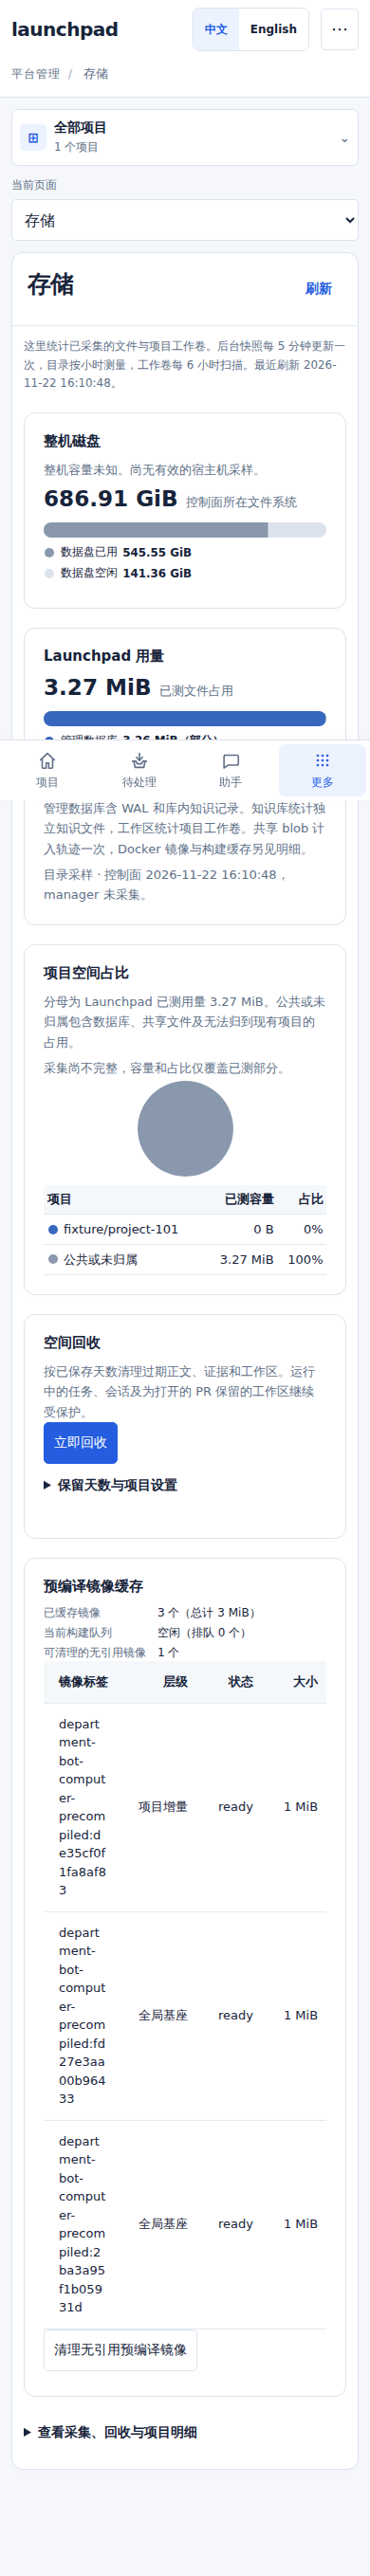 launchpad
中文 English ···
平台管理 / 存储
全部项目
1 个项目
当前页面
存储
存储
刷新
这里统计已采集的文件与项目工作卷。后台快照每 5 分钟更新一
次，目录按小时测量，工作卷每 6 小时扫描。最近刷新 2026-
11-22 16:10:48。
整机磁盘
整机容量未知。尚无有效的宿主机采样。
686.91 GiB 控制面所在文件系统
数据盘已用 545.55 GiB
数据盘空闲 141.36 GiB
Launchpad 用量
3.27 MiB 已测文件占用
管理数据库 3.26 MiB（部分）
项目 待处理 助手 更多
管理数据库含 WAL 和库内知识记录。知识库统计独
立知识文件，工作区统计项目工作卷。共享 blob 计
入轨迹一次，Docker 镜像与构建缓存另见明细。
目录采样 · 控制面 2026-11-22 16:10:48，
manager 未采集。
项目空间占比
分母为 Launchpad 已测用量 3.27 MiB。公共或未
归属包含数据库、共享文件及无法归到现有项目的
占用。
采集尚不完整，容量和占比仅覆盖已测部分。
项目 已测容量 占比
fixture/project-101 0 B 0%
公共或未归属 3.27 MiB 100%
空间回收
按已保存天数清理过期正文、证据和工作区。运行
中的任务、会话及为打开的 PR 保留的工作区继续
受保护。
立即回收
保留天数与项目设置
预编译镜像缓存
已缓存镜像 3 个（总计 3 MiB）
当前构建队列 空闲（排队 0 个）
可清理的无引用镜像 1 个
镜像标签 层级 状态 大小
depart
ment-
bot-
comput
er-
precom
piled:d
e35cf0f
1fa8af8
3
项目增量 ready 1 MiB
depart
ment-
bot-
comput
er-
precom
piled:fd
27e3aa
00b964
33
全局基座 ready 1 MiB
depart
ment-
bot-
comput
er-
precom
piled:2
ba3a95
f1b059
31d
全局基座 ready 1 MiB
清理无引用预编译镜像
查看采集、回收与项目明细